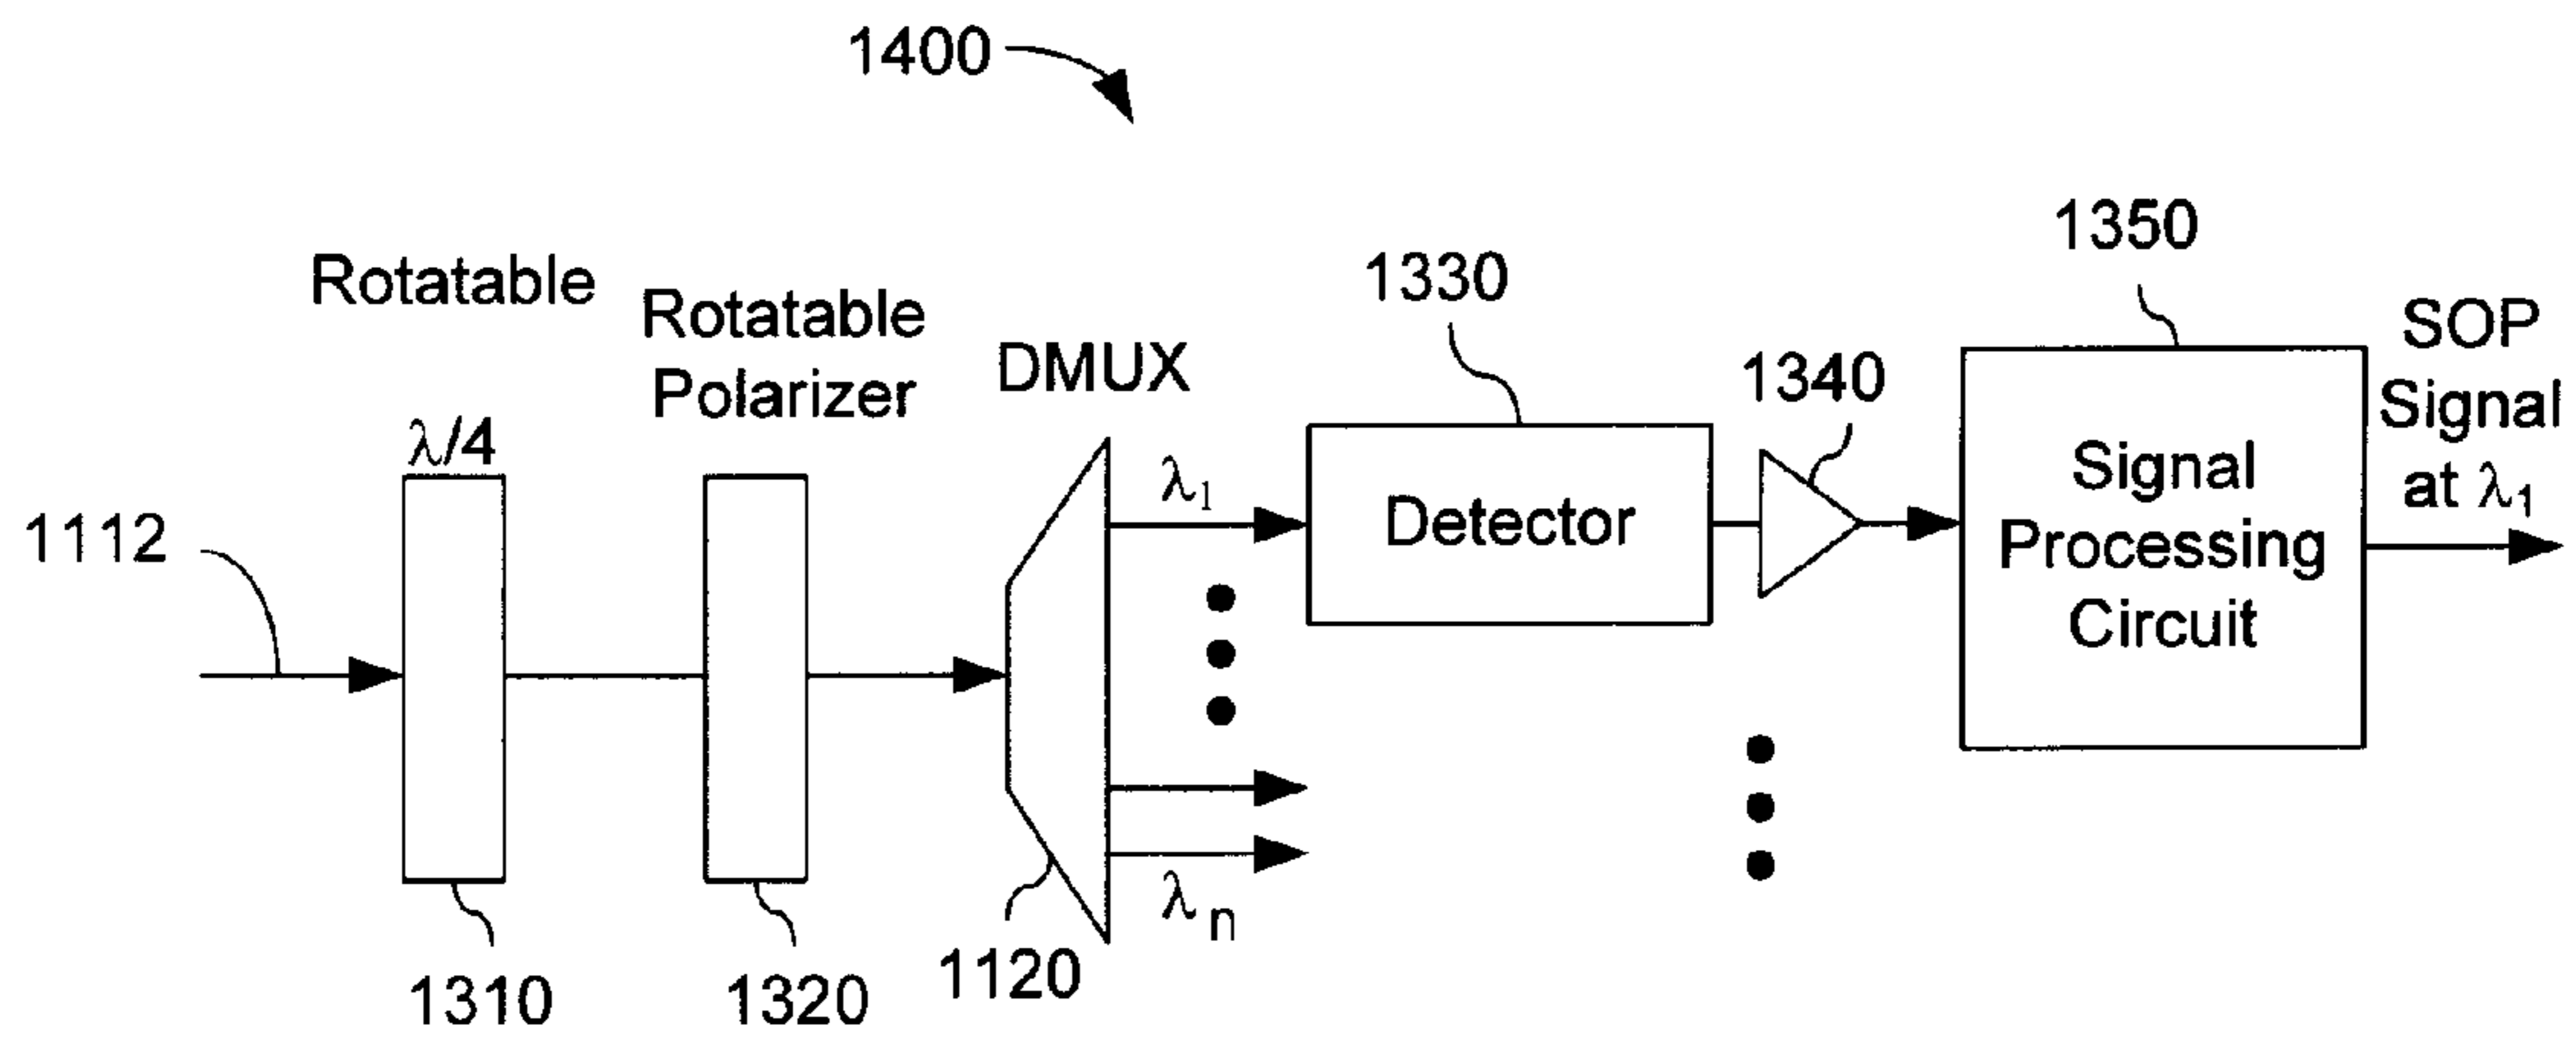 1400
Rotatable
λ/4
Rotatable
Polarizer
DMUX
1330
1340
1350
SOP
Signal
at λ₁
1112
λ₁
Detector
Signal
Processing
Circuit
λn
1310
1320
1120